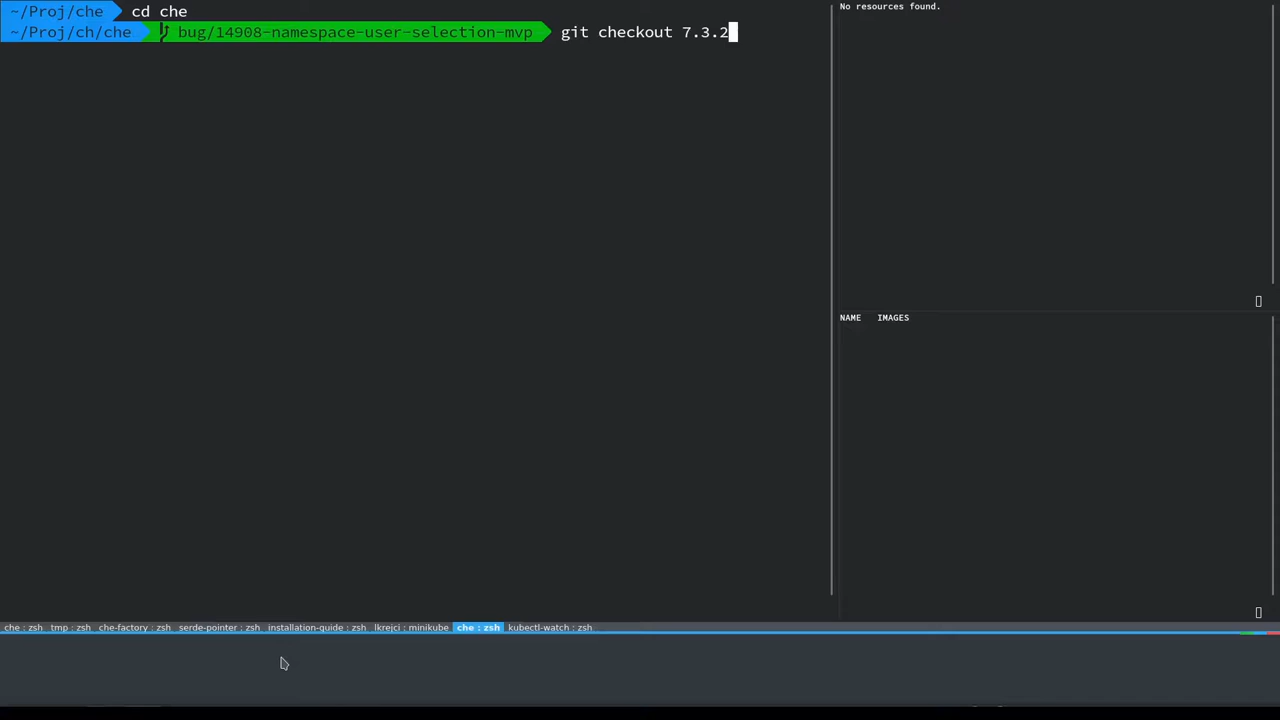 ~/Proj/che cd che
~/Proj/ch/che bug/14908-namespace-user-selection-mvp git checkout 7.3.2
No resources found.
NAME IMAGES
che : zsh tmp : zsh che-factory : zsh serde-pointer : zsh installation-guide : zsh lkrejci : minikube che : zsh kubectl-watch : zsh